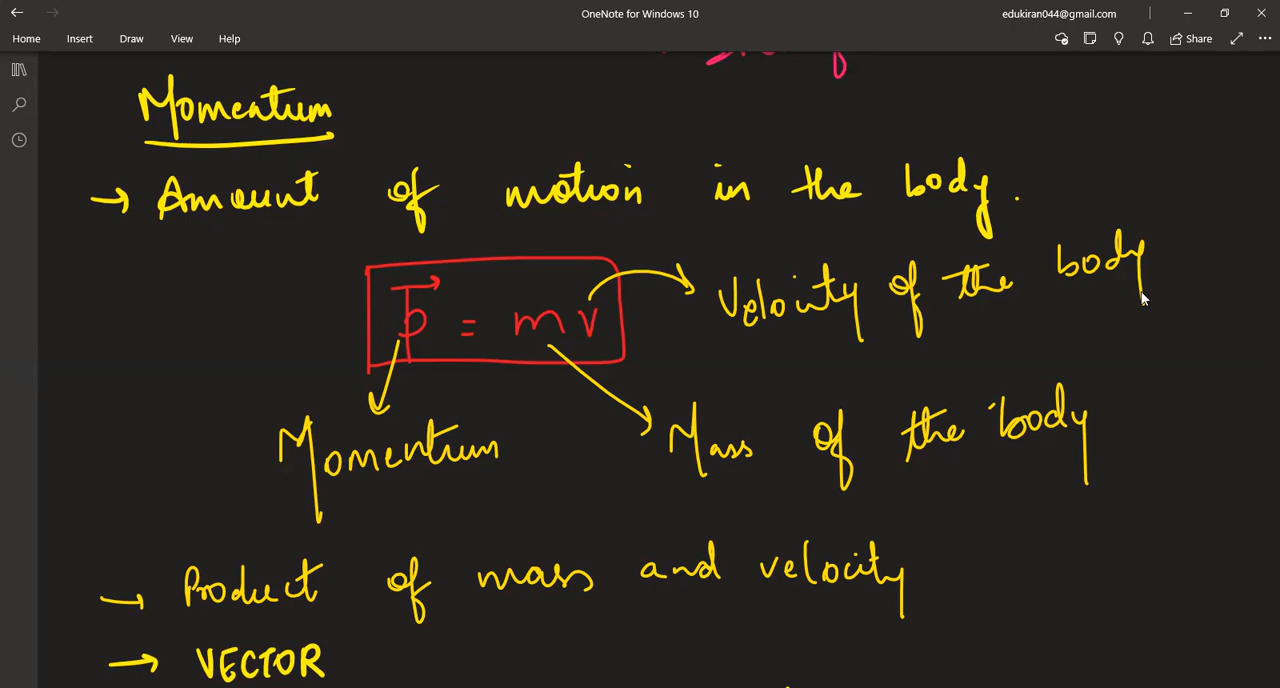 OneNote for Windows 10
edukiran044@gmail.com
Home Insert Draw View Help
Share
Momentum
→ Amount of motion in the body.
p = mv
Velocity of the body
Momentum
Mass of the body
→ Product of mass and velocity
→ VECTOR